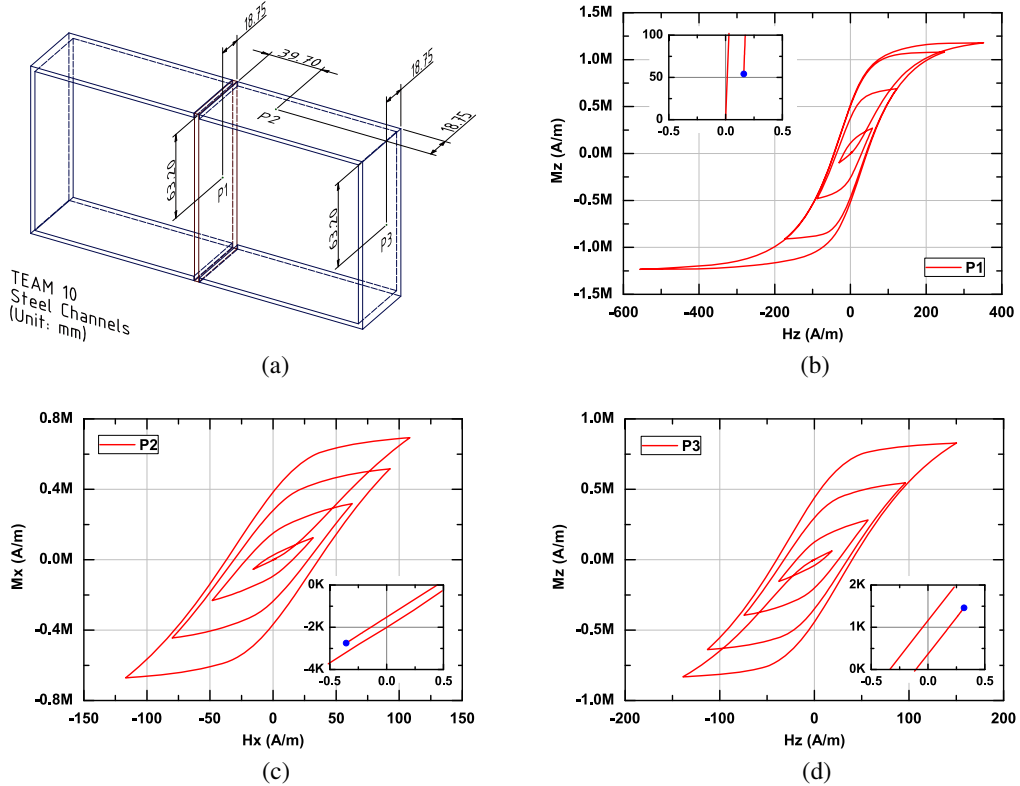 18.75
39.70
18.75
P2
18.75
63.20
P1
63.20
P3
TEAM 10
Steel Channels
(Unit: mm)
(a)
1.5M
1.0M
0.5M
0.0M
-0.5M
-1.0M
-1.5M
Mz (A/m)
100
50
0
-0.5 0.0 0.5
P1
-600 -400 -200 0 200 400
Hz (A/m)
(b)
0.8M
0.4M
0.0M
-0.4M
-0.8M
Mx (A/m)
P2
0K
-2K
-4K
-0.5 0.0 0.5
-150 -100 -50 0 50 100 150
Hx (A/m)
(c)
1.0M
0.5M
0.0M
-0.5M
-1.0M
Mz (A/m)
P3
2K
1K
0K
-0.5 0.0 0.5
-200 -100 0 100 200
Hz (A/m)
(d)